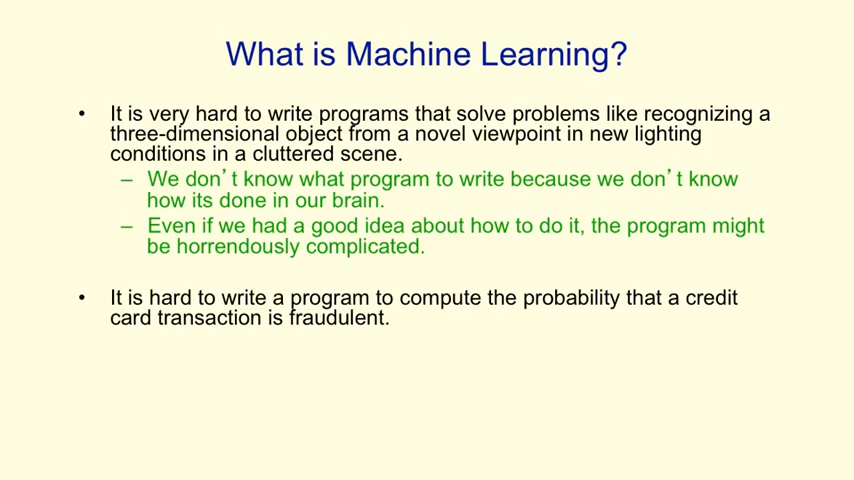 What is Machine Learning?
• It is very hard to write programs that solve problems like recognizing a
three-dimensional object from a novel viewpoint in new lighting
conditions in a cluttered scene.
– We don’t know what program to write because we don’t know
how its done in our brain.
– Even if we had a good idea about how to do it, the program might
be horrendously complicated.
• It is hard to write a program to compute the probability that a credit
card transaction is fraudulent.